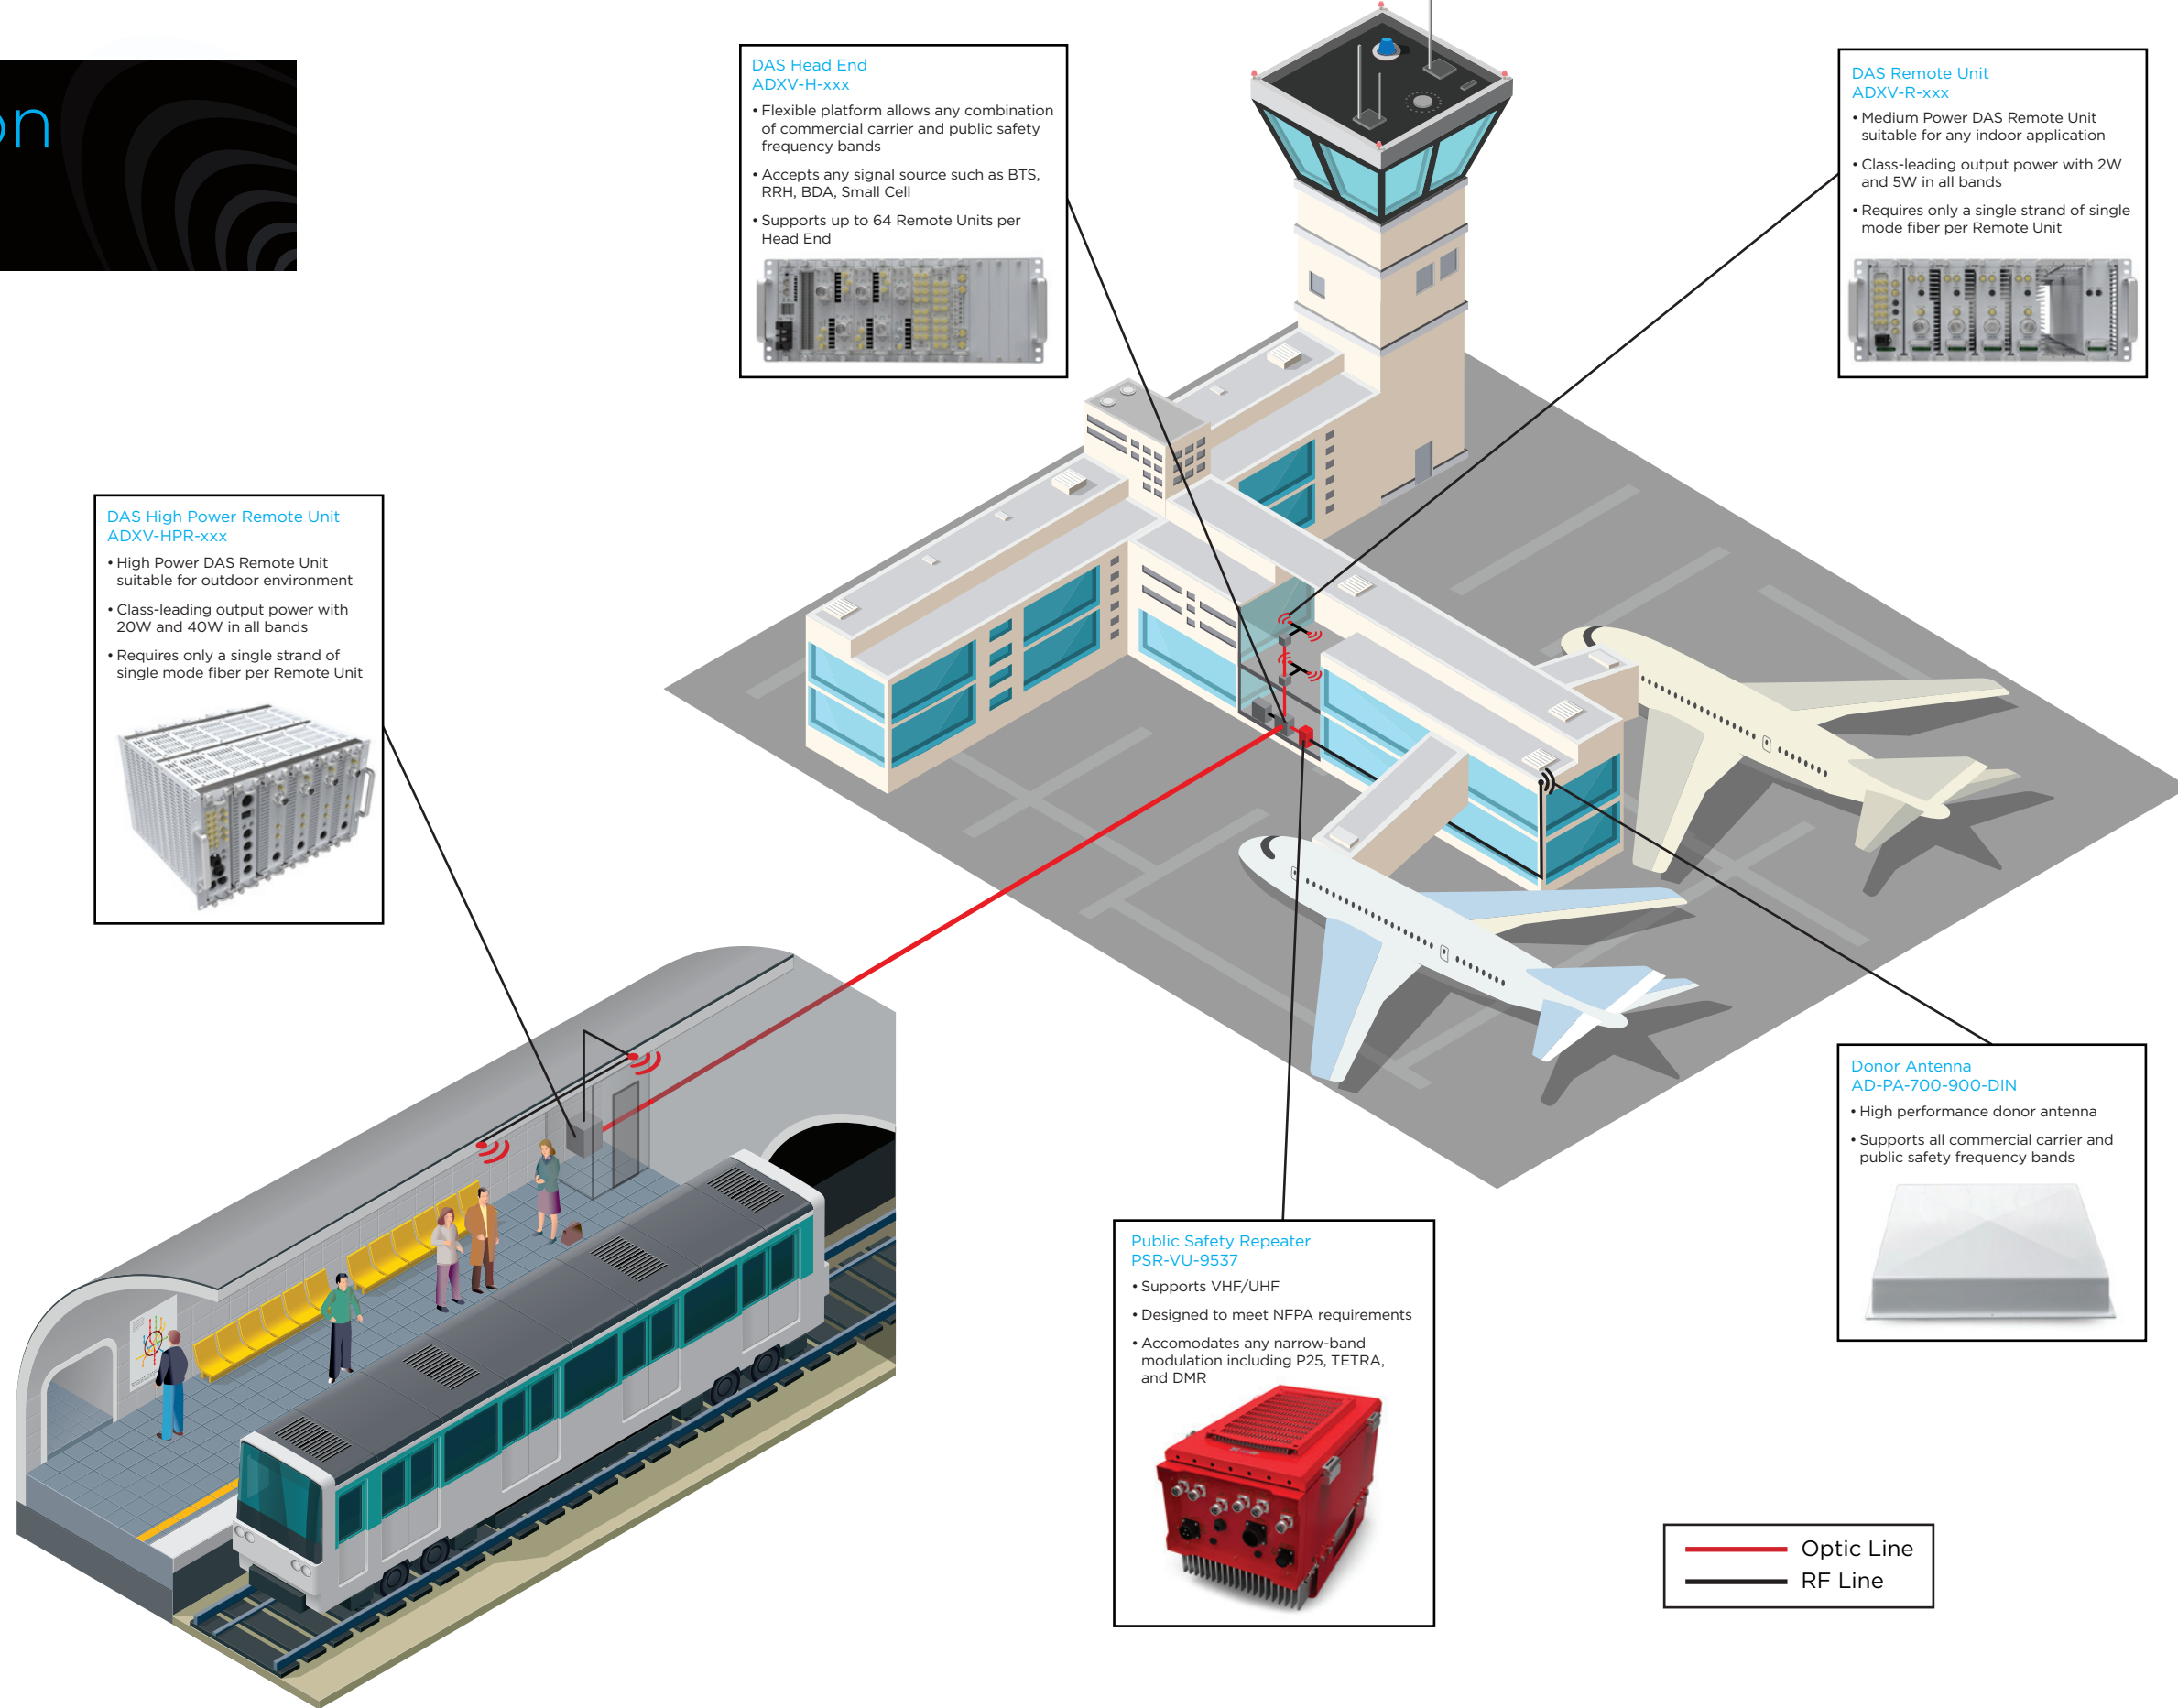 on
DAS Head End
ADXV-H-xxx
• Flexible platform allows any combination
of commercial carrier and public safety
frequency bands
• Accepts any signal source such as BTS,
RRH, BDA, Small Cell
• Supports up to 64 Remote Units per
Head End
DAS Remote Unit
ADXV-R-xxx
• Medium Power DAS Remote Unit
suitable for any indoor application
• Class-leading output power with 2W
and 5W in all bands
• Requires only a single strand of single
mode fiber per Remote Unit
DAS High Power Remote Unit
ADXV-HPR-xxx
• High Power DAS Remote Unit
suitable for outdoor environment
• Class-leading output power with
20W and 40W in all bands
• Requires only a single strand of
single mode fiber per Remote Unit
Donor Antenna
AD-PA-700-900-DIN
• High performance donor antenna
• Supports all commercial carrier and
public safety frequency bands
Public Safety Repeater
PSR-VU-9537
• Supports VHF/UHF
• Designed to meet NFPA requirements
• Accomodates any narrow-band
modulation including P25, TETRA,
and DMR
Optic Line
RF Line